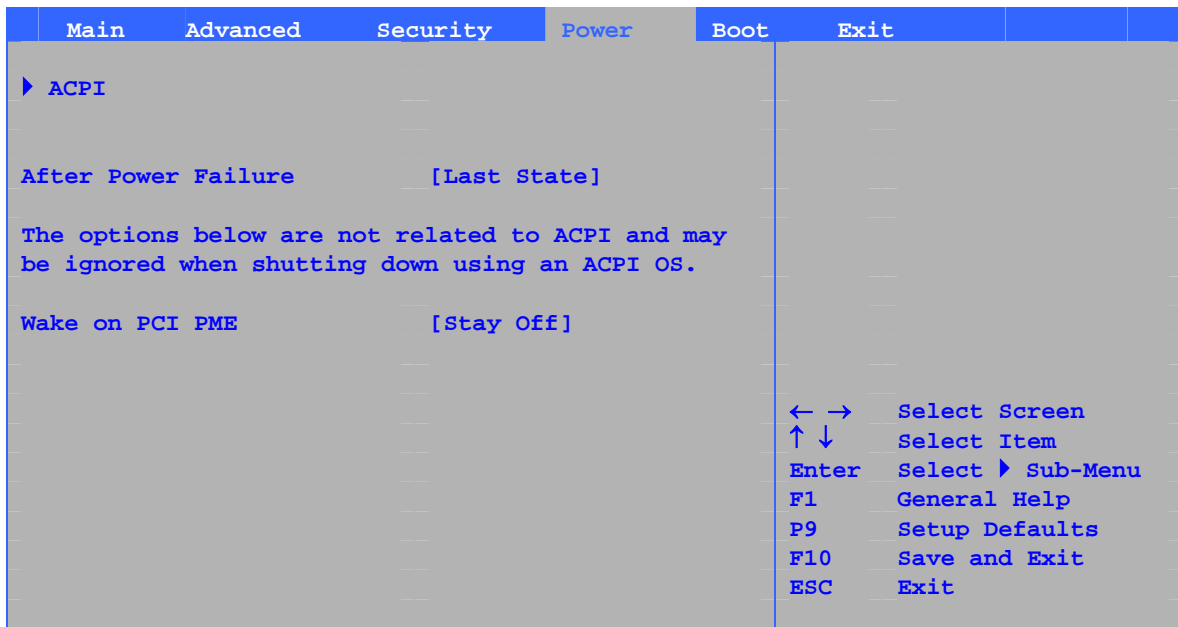 Main Advanced Security Power Boot Exit
ACPI
After Power Failure [Last State]
The options below are not related to ACPI and may
be ignored when shutting down using an ACPI OS.
Wake on PCI PME [Stay Off]
← → Select Screen
↑ ↓ Select Item
Enter Select Sub-Menu
F1 General Help
P9 Setup Defaults
F10 Save and Exit
ESC Exit